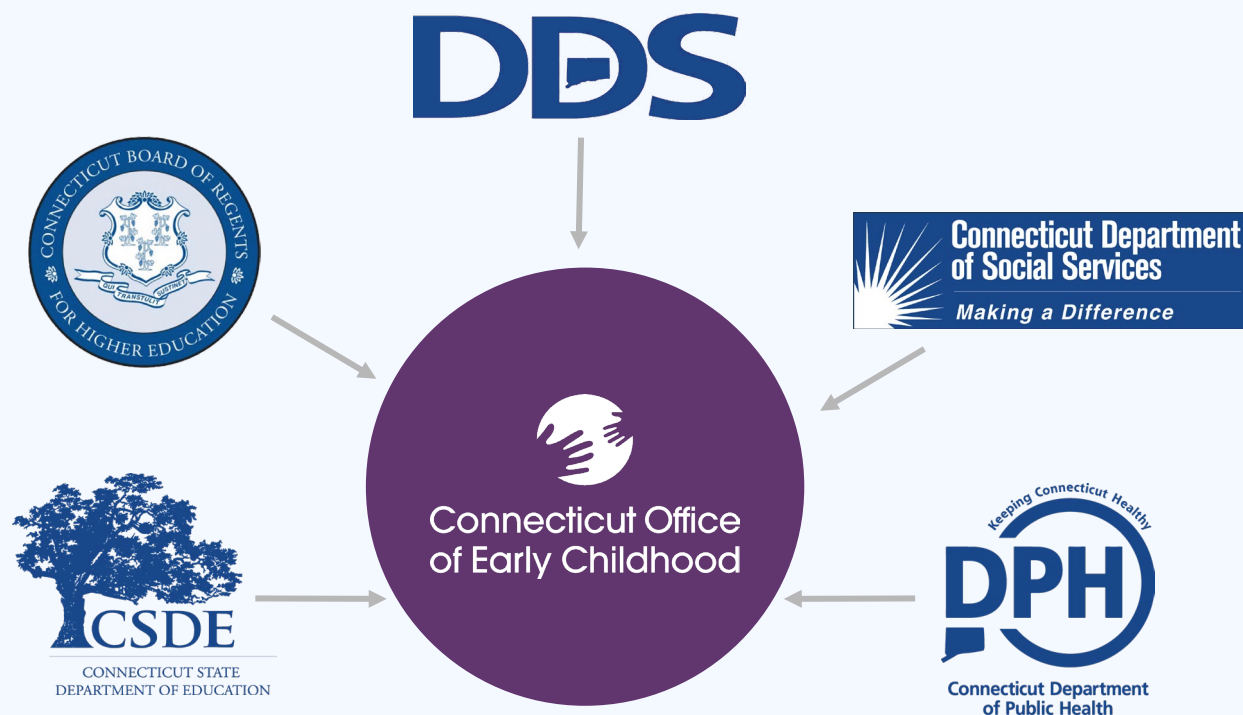 DDS
CONNECTICUT BOARD OF REGENTS
FOR HIGHER EDUCATION
QUI TRANSTULIT SUSTINET
Connecticut Department
of Social Services
Making a Difference
Connecticut Office
of Early Childhood
CSDE
CONNECTICUT STATE
DEPARTMENT OF EDUCATION
Keeping Connecticut Healthy
DPH
Connecticut Department
of Public Health